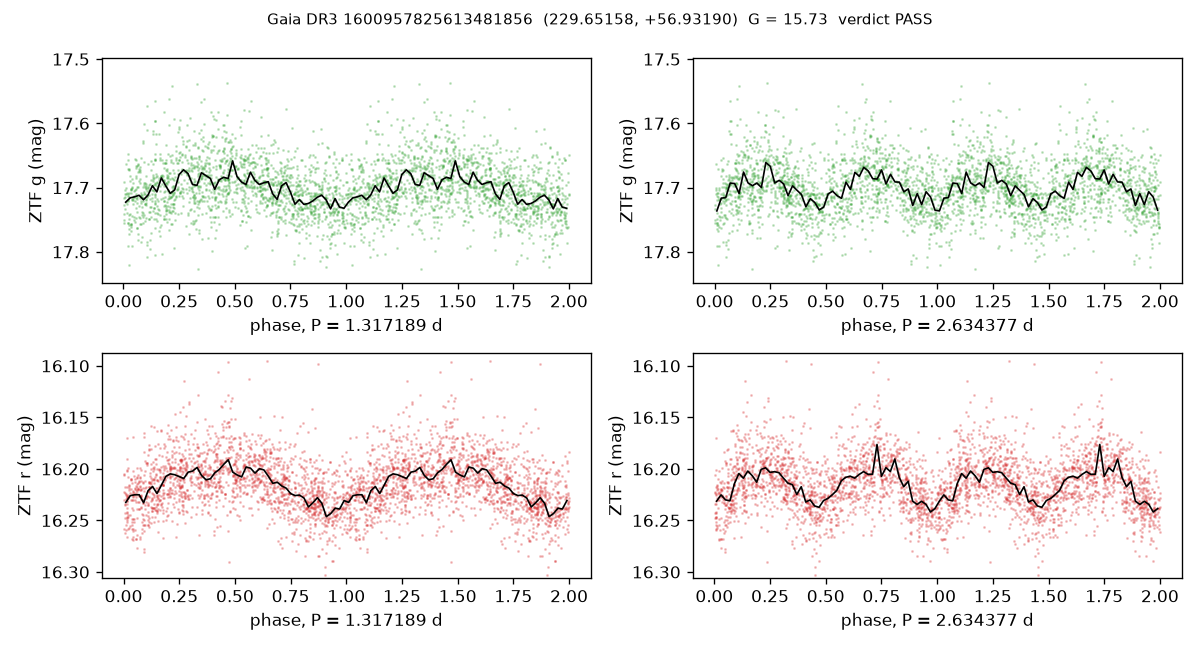 Gaia DR3 1600957825613481856 (229.65158, +56.93190) G = 15.73 verdict PASS
17.5
17.6
17.7
17.8
ZTF g (mag)
0.00 0.25 0.50 0.75 1.00 1.25 1.50 1.75 2.00
phase, P = 1.317189 d
17.5
17.6
17.7
17.8
ZTF g (mag)
0.00 0.25 0.50 0.75 1.00 1.25 1.50 1.75 2.00
phase, P = 2.634377 d
16.10
16.15
16.20
16.25
16.30
ZTF r (mag)
0.00 0.25 0.50 0.75 1.00 1.25 1.50 1.75 2.00
phase, P = 1.317189 d
16.10
16.15
16.20
16.25
16.30
ZTF r (mag)
0.00 0.25 0.50 0.75 1.00 1.25 1.50 1.75 2.00
phase, P = 2.634377 d